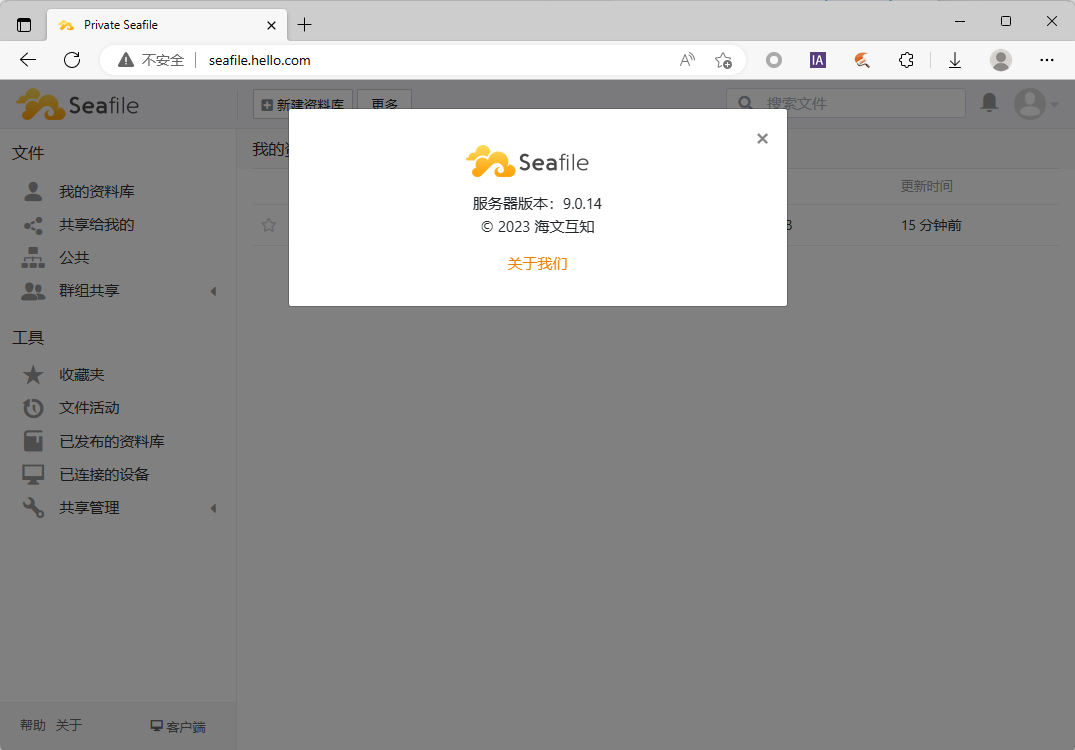 Private Seafile
不安全
seafile.hello.com
IA
Seafile
新建资料库
更多
搜索文件
文件
我的资料库
共享给我的
公共
群组共享
工具
收藏夹
文件活动
已发布的资料库
已连接的设备
共享管理
帮助 关于
客户端
我的
更新时间
15 分钟前
Seafile
服务器版本：9.0.14
© 2023 海文互知
关于我们